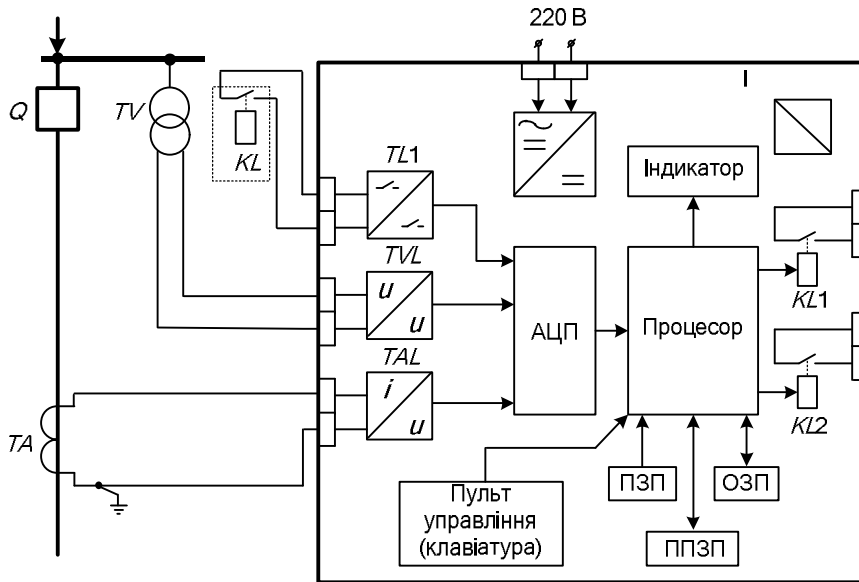 220 В
Q
TV
KL
TL1
Індикатор
TVL
u
u
KL1
АЦП
Процесор
TAL
i
u
TA
KL2
ПЗП
ОЗП
Пульт
управління
(клавіатура)
ППЗП